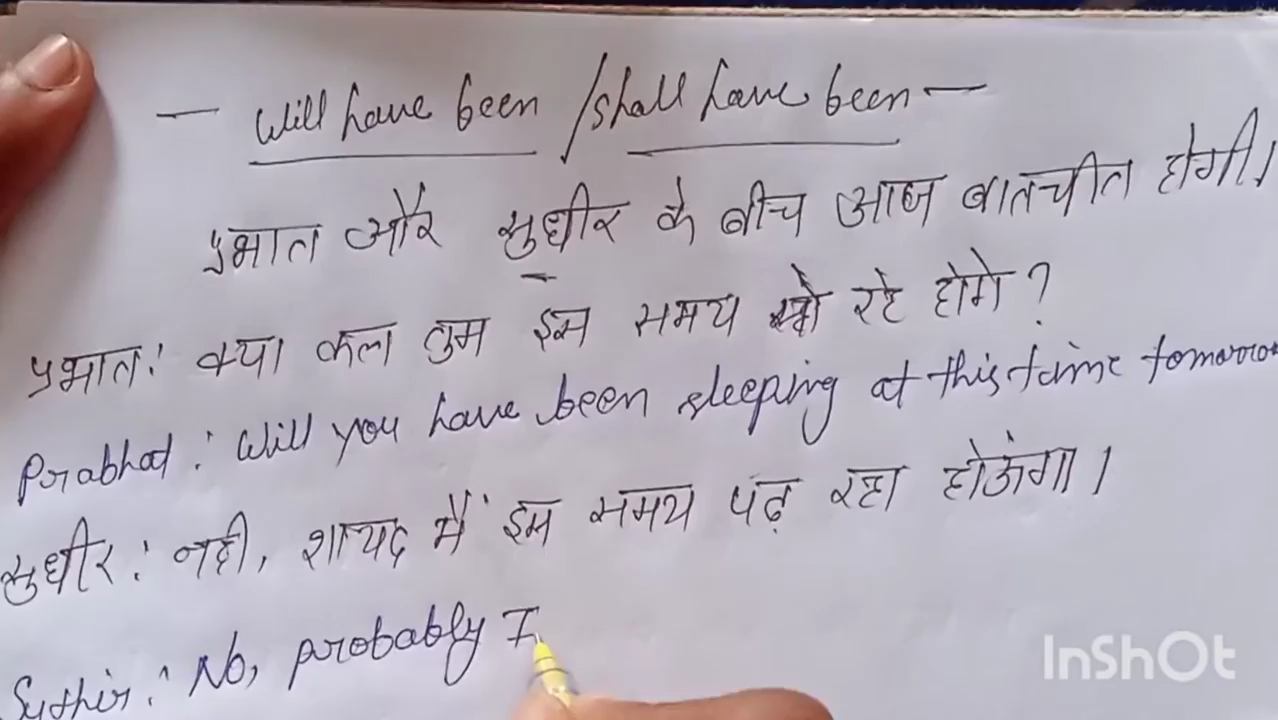 — Will have been / Shall have been —
प्रभात और सुधीर के बीच आज बातचीत होगी।
प्रभात: क्या कल तुम इस समय सो रहे होगे ?
Prabhat : Will you have been sleeping at this time tomorrow
सुधीर : नही, शायद मैं इस समय पढ़ रहा होऊंगा।
Sudhir : No, probably I
InShOt